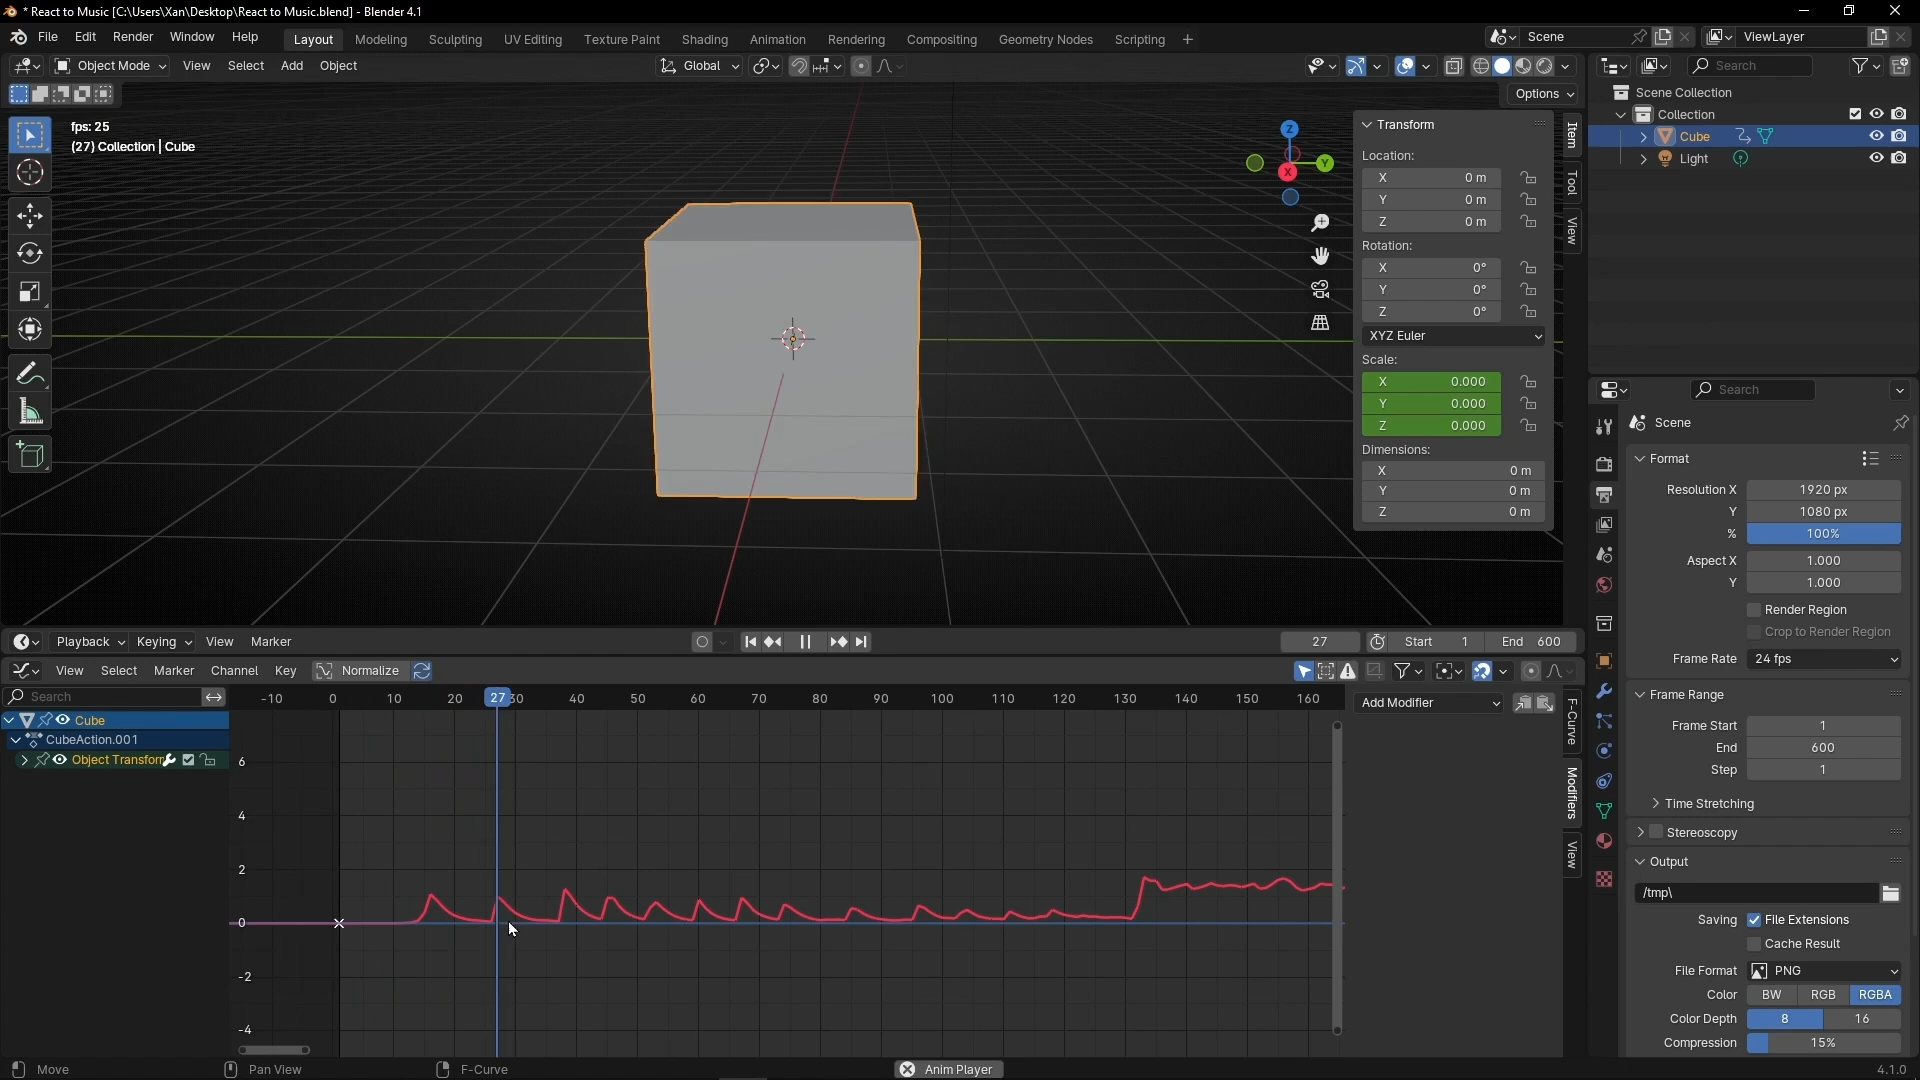 * React to Music [C:\Users\Xan\Desktop\React to Music.blend] - Blender 4.1
File Edit Render Window Help Layout Modeling Sculpting UV Editing Texture Paint Shading Animation Rendering Compositing Geometry Nodes Scripting + Scene ViewLayer
Object Mode View Select Add Object Global Search
Options
fps: 25
(27) Collection | Cube
Z
Y
X
Transform
Location:
X 0 m
Y 0 m
Z 0 m
Rotation:
X 0°
Y 0°
Z 0°
XYZ Euler
Scale:
X 0.000
Y 0.000
Z 0.000
Dimensions:
X 0 m
Y 0 m
Z 0 m
Item
Tool
View
Scene Collection
Collection
Cube
Light
Search
Scene
Format
Resolution X 1920 px
Y 1080 px
% 100%
Aspect X 1.000
Y 1.000
Render Region
Crop to Render Region
Frame Rate 24 fps
Frame Range
Frame Start 1
End 600
Step 1
Time Stretching
Stereoscopy
Output
/tmp\
Saving File Extensions
Cache Result
File Format PNG
Color BW RGB RGBA
Color Depth 8 16
Compression 15%
Playback Keying View Marker 27 Start 1 End 600
View Select Marker Channel Key Normalize
Search -10 0 10 20 27 30 40 50 60 70 80 90 100 110 120 130 140 150 160 Add Modifier
Cube
CubeAction.001
Object Transform
6
4
2
0
-2
-4
F-Curve
Modifiers
View
Move Pan View F-Curve Anim Player 4.1.0